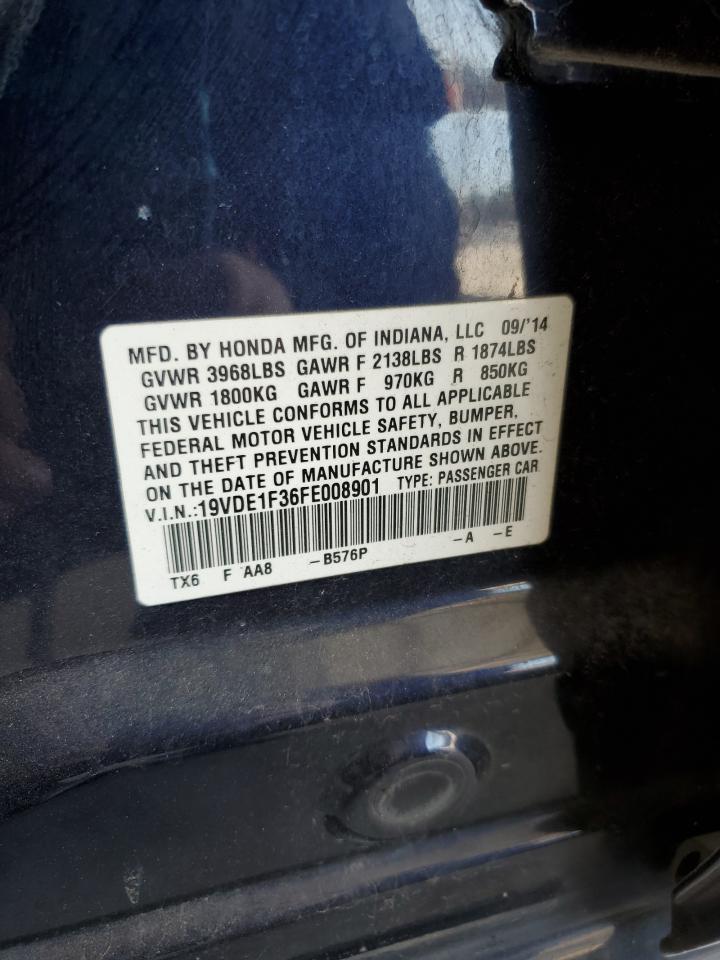 MFD. BY HONDA MFG. OF INDIANA, LLC 09/'14
GVWR 3968LBS GAWR F 2138LBS R 1874LBS
GVWR 1800KG GAWR F 970KG R 850KG
THIS VEHICLE CONFORMS TO ALL APPLICABLE
FEDERAL MOTOR VEHICLE SAFETY, BUMPER,
AND THEFT PREVENTION STANDARDS IN EFFECT
ON THE DATE OF MANUFACTURE SHOWN ABOVE.
V.I.N.:19VDE1F36FE008901 TYPE: PASSENGER CAR
TX6 F AA8 -B576P -A -E